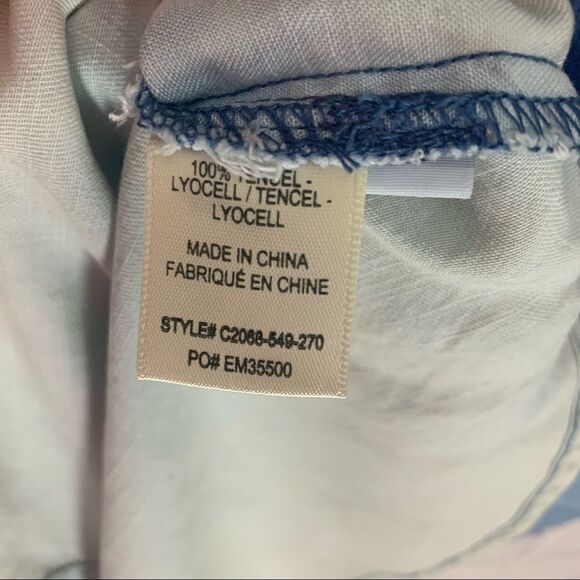 100% TENCEL -
LYOCELL / TENCEL -
LYOCELL
MADE IN CHINA
FABRIQUÉ EN CHINE
STYLE# C2068-549-270
PO# EM35500